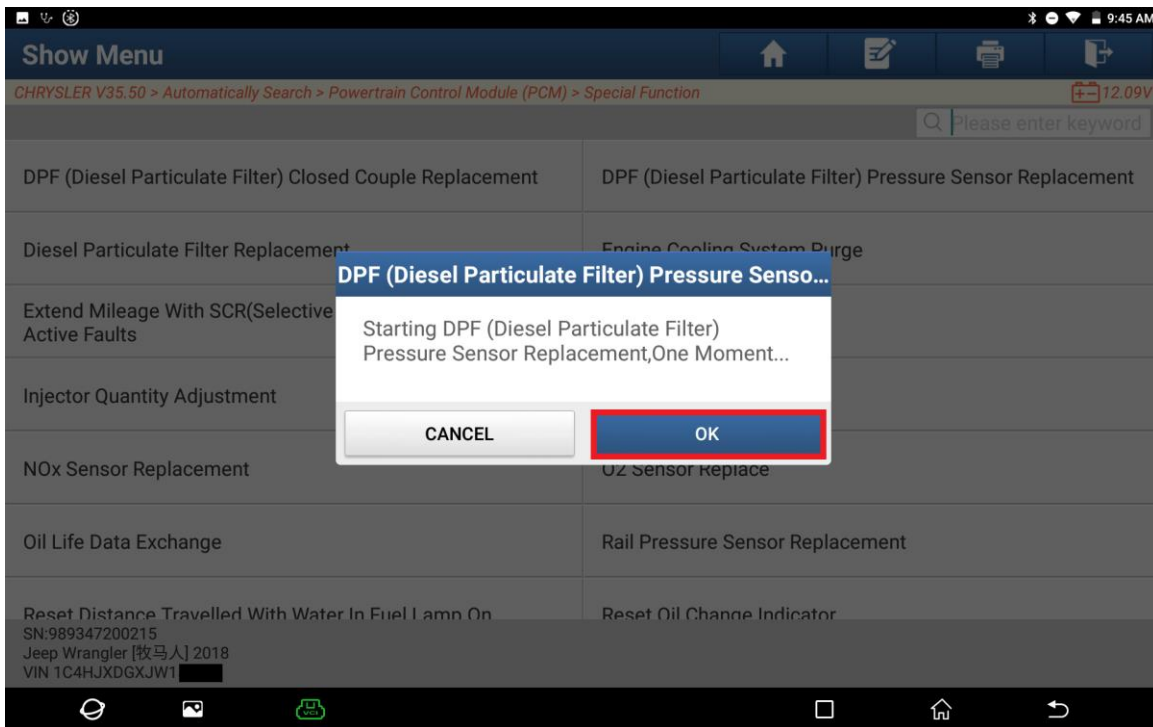 9:45 AM
Show Menu
CHRYSLER V35.50 > Automatically Search > Powertrain Control Module (PCM) > Special Function
12.09V
Please enter keyword
DPF (Diesel Particulate Filter) Closed Couple Replacement
DPF (Diesel Particulate Filter) Pressure Sensor Replacement
Diesel Particulate Filter Replacement
Engine Cooling System Purge
DPF (Diesel Particulate Filter) Pressure Senso...
Extend Mileage With SCR(Selective
Active Faults
Starting DPF (Diesel Particulate Filter)
Pressure Sensor Replacement,One Moment...
Injector Quantity Adjustment
CANCEL
OK
NOx Sensor Replacement
O2 Sensor Replace
Oil Life Data Exchange
Rail Pressure Sensor Replacement
Reset Distance Travelled With Water In Fuel Lamp On
Reset Oil Change Indicator
SN:989347200215
Jeep Wrangler [牧马人] 2018
VIN 1C4HJXDGXJW1
VCI